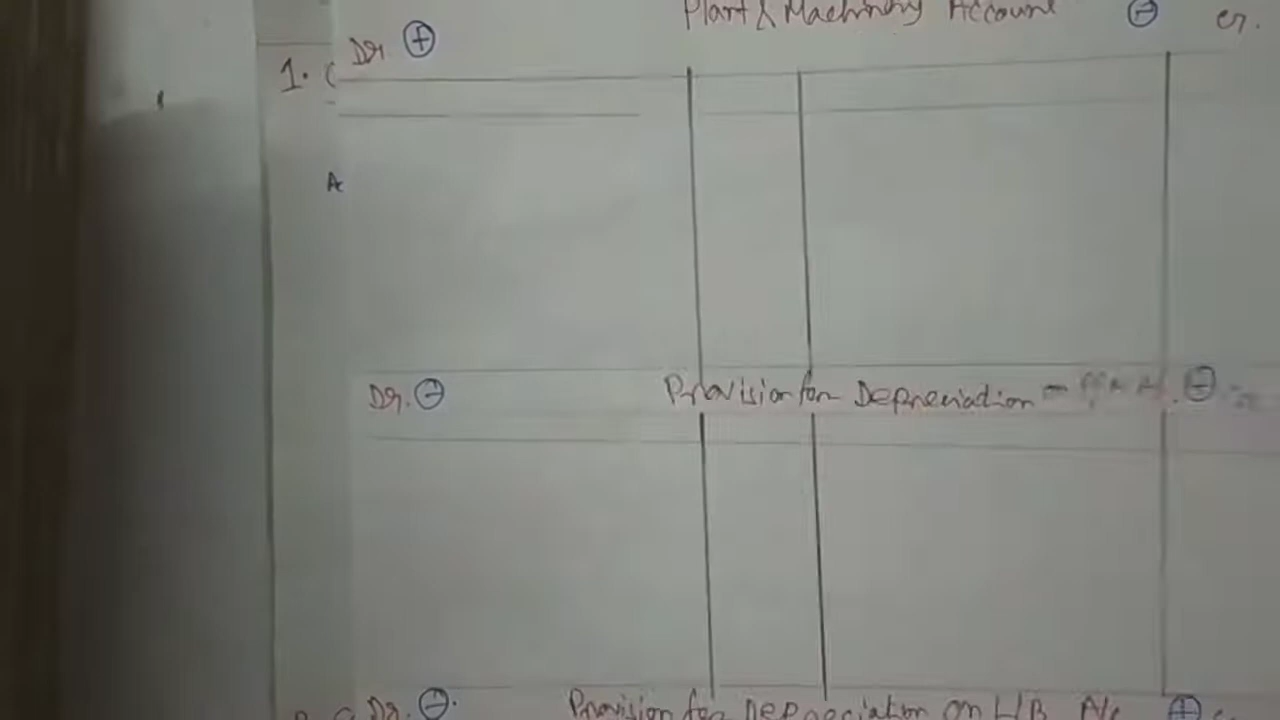 Plant & Machinery Account ⊖ cr.
Dr ⊕
1. (
A
Dr. ⊖ Provision for Depreciation - ⊖
Dr. ⊖. Provision for Depreciation on L/B A/c ⊕